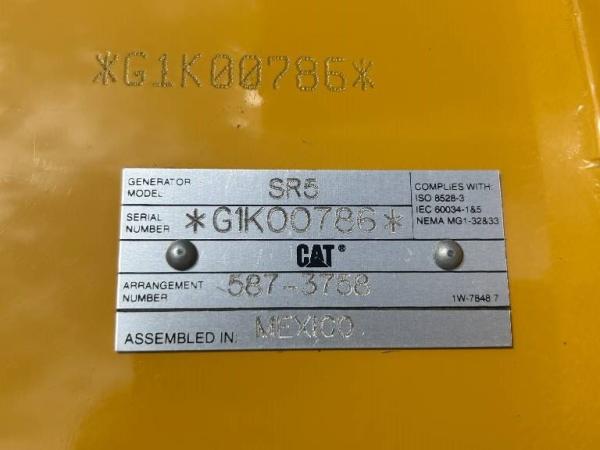 *G1K00786*
GENERATOR
MODEL
SR5
SERIAL
NUMBER
*G1K00786*
COMPLIES WITH:
ISO 8528-3
IEC 60034-1&5
NEMA MG1-32&33
CAT®
ARRANGEMENT
NUMBER
587-3758
1W-7848 7
ASSEMBLED IN:
MEXICO